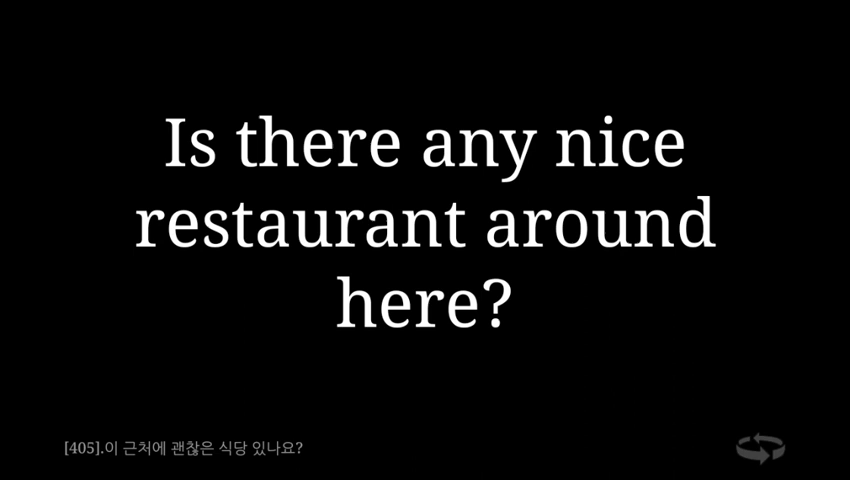 Is there any nice
restaurant around
here?
[405].이 근처에 괜찮은 식당 있나요?